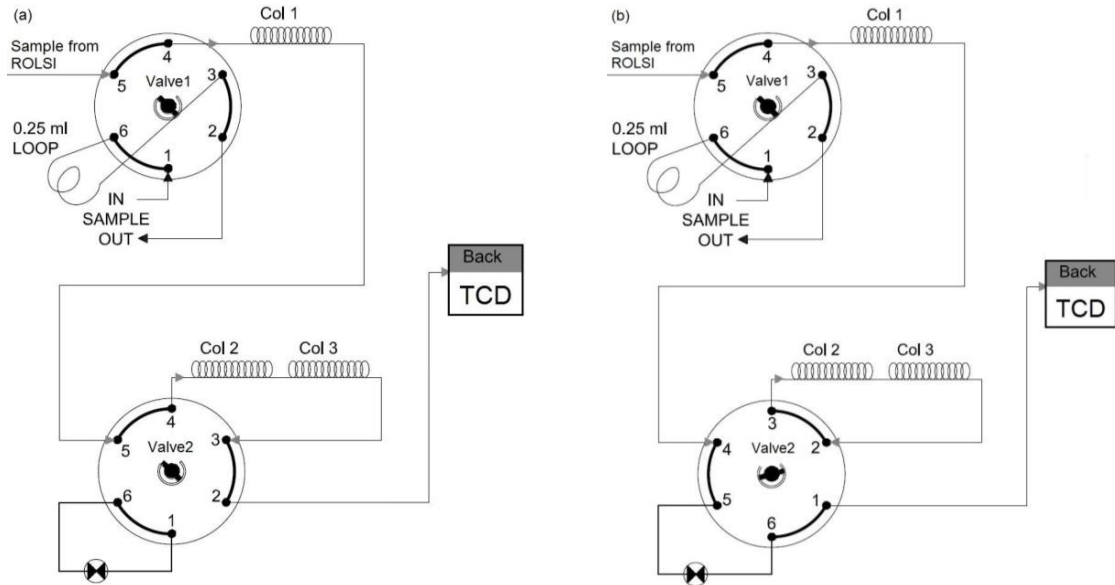 (a)
Col 1
Sample from
ROLSI
4
5
Valve1
3
6
2
0.25 ml
LOOP
1
IN
SAMPLE
OUT
Back
TCD
Col 2
Col 3
4
5
Valve2
3
6
2
1
(b)
Col 1
Sample from
ROLSI
4
5
Valve1
3
6
2
0.25 ml
LOOP
1
IN
SAMPLE
OUT
Back
TCD
Col 2
Col 3
3
4
Valve2
2
5
1
6